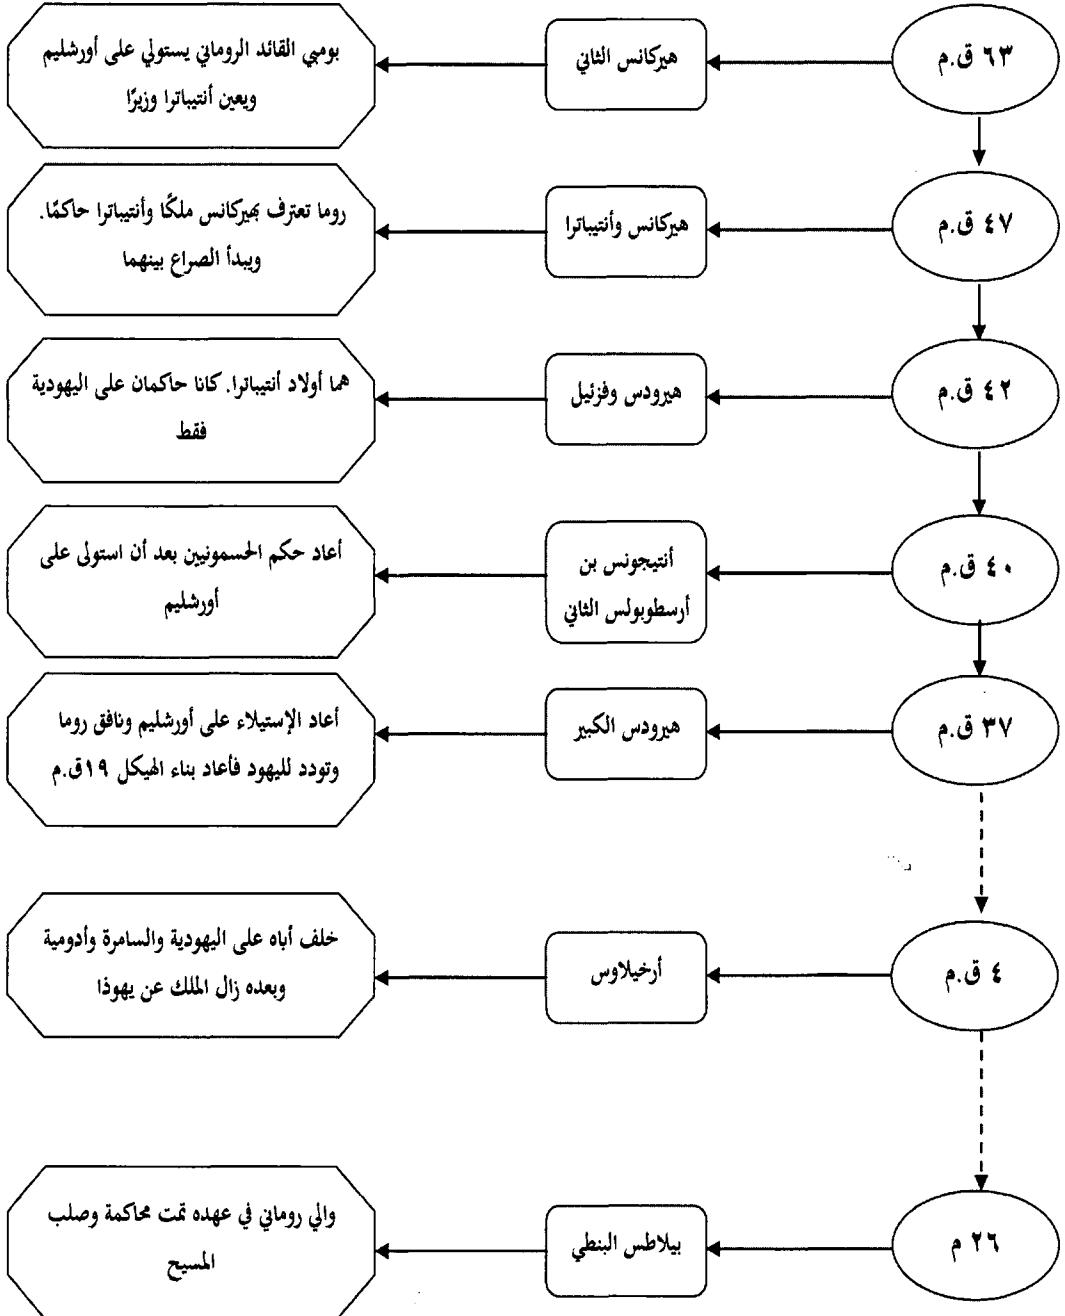 ٦٣ ق.م
هيركانس الثاني
بومبي القائد الروماني يستولي على أورشليم
ويعين أنتيباترا وزيرًا
٤٧ ق.م
هيركانس وأنتيباترا
روما تعترف بهيركانس ملكًا وأنتيباترا حاكمًا.
ويبدأ الصراع بينهما
٤٢ ق.م
هيرودس وفزئيل
هما أولاد أنتيباترا. كانا حاكمان على اليهودية
فقط
٤٠ ق.م
أنتيجونس بن
أرسطوبولس الثاني
أعاد حكم الحسمونيين بعد أن استولى على
أورشليم
٣٧ ق.م
هيرودس الكبير
أعاد الإستيلاء على أورشليم ونافق روما
وتودد لليهود فأعاد بناء الهيكل ١٩ق.م
٤ ق.م
أرخيلاوس
خلف أباه على اليهودية والسامرة وأدومية
وبعده زال الملك عن يهوذا
٢٦ م
بيلاطس البنطي
والي روماني في عهده تمت محاكمة وصلب
المسيح